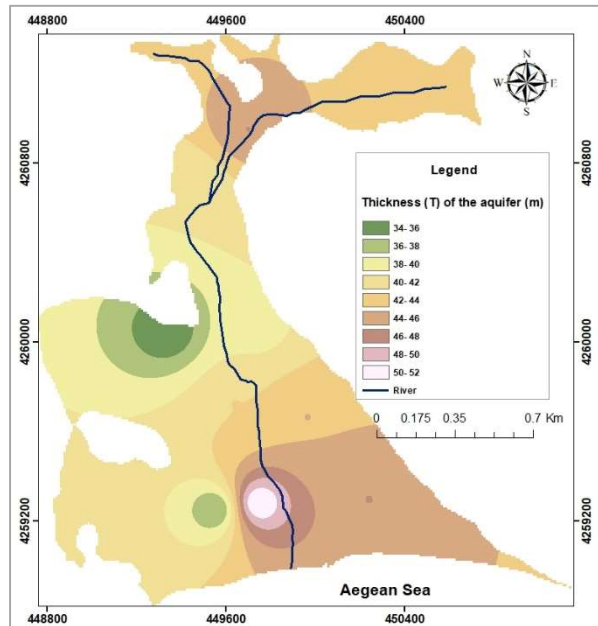 448800 449600 450400
N
W E
S
4260800 4260800
Legend
Thickness (T) of the aquifer (m)
34- 36
36- 38
38- 40
40- 42
42- 44
44 - 46
46- 48
48 - 50
50 - 52
River
4260000 4260000
0 0.175 0.35 0.7 Km
4259200 4259200
Aegean Sea
448800 449600 450400